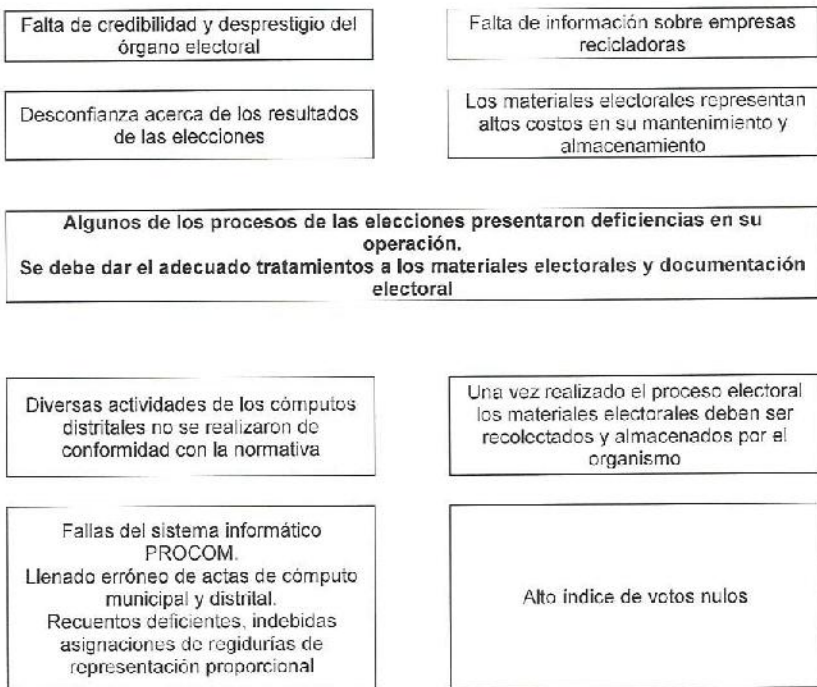 Falta de credibilidad y desprestigio del
órgano electoral
Falta de información sobre empresas
recicladoras
Desconfianza acerca de los resultados
de las elecciones
Los materiales electorales representan
altos costos en su mantenimiento y
almacenamiento
Algunos de los procesos de las elecciones presentaron deficiencias en su
operación.
Se debe dar el adecuado tratamientos a los materiales electorales y documentación
electoral
Diversas actividades de los cómputos
distritales no se realizaron de
conformidad con la normativa
Una vez realizado el proceso electoral
los materiales electorales deben ser
recolectados y almacenados por el
organismo
Fallas del sistema informático
PROCOM.
Llenado erróneo de actas de cómputo
municipal y distrital.
Recuentos deficientes, indebidas
asignaciones de regidurías de
representación proporcional
Alto índice de votos nulos